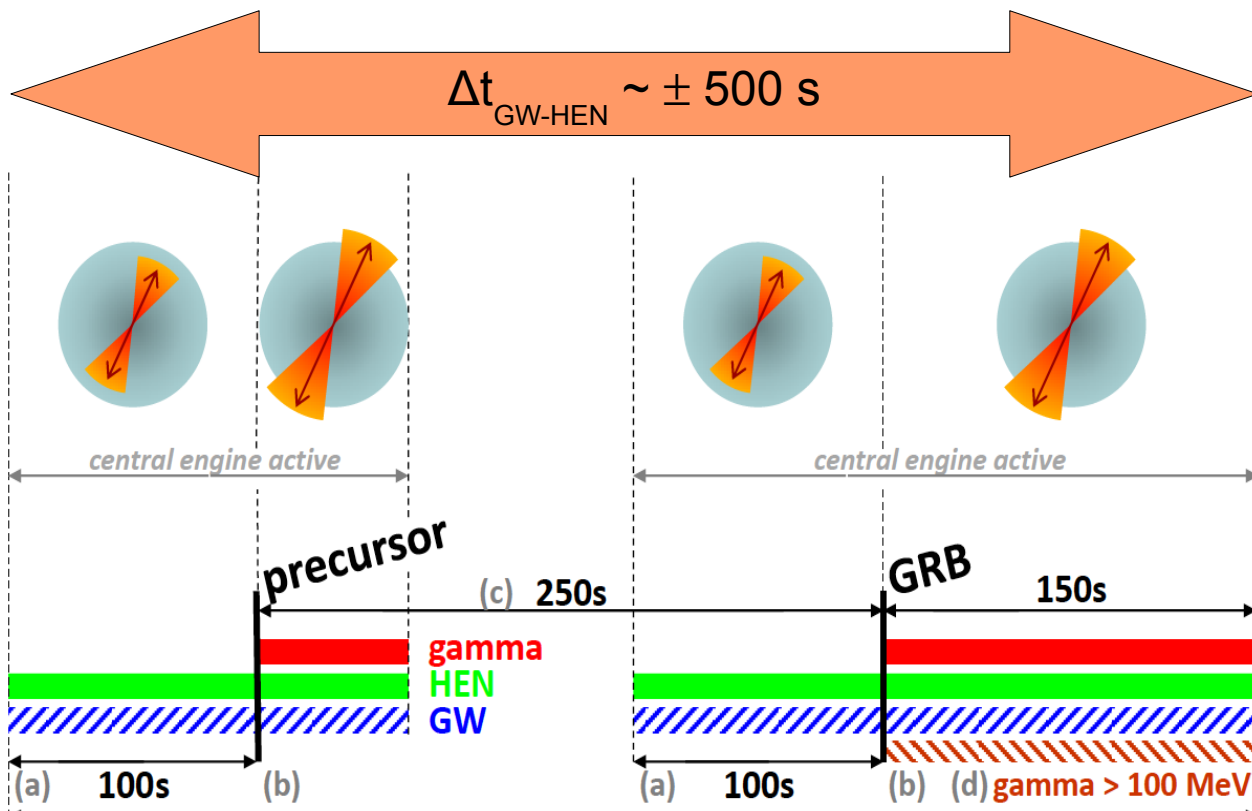 Δt GW-HEN ~ ± 500 s
central engine active
central engine active
precursor
GRB
(c) 250s
150s
gamma
HEN
GW
(a) 100s (b)
(a) 100s (b) (d) gamma > 100 MeV